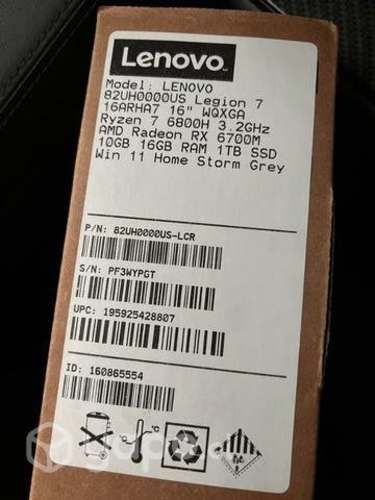 Lenovo
Model: LENOVO
82UH0000US Legion 7
16ARHA7 16" WQXGA
Ryzen 7 6800H 3.2GHz
AMD Radeon RX 6700M
10GB 16GB RAM 1TB SSD
Win 11 Home Storm Grey
P/N: 82UH0000US-LCR
S/N: PF3WYPGT
UPC: 195925428807
ID: 160865554